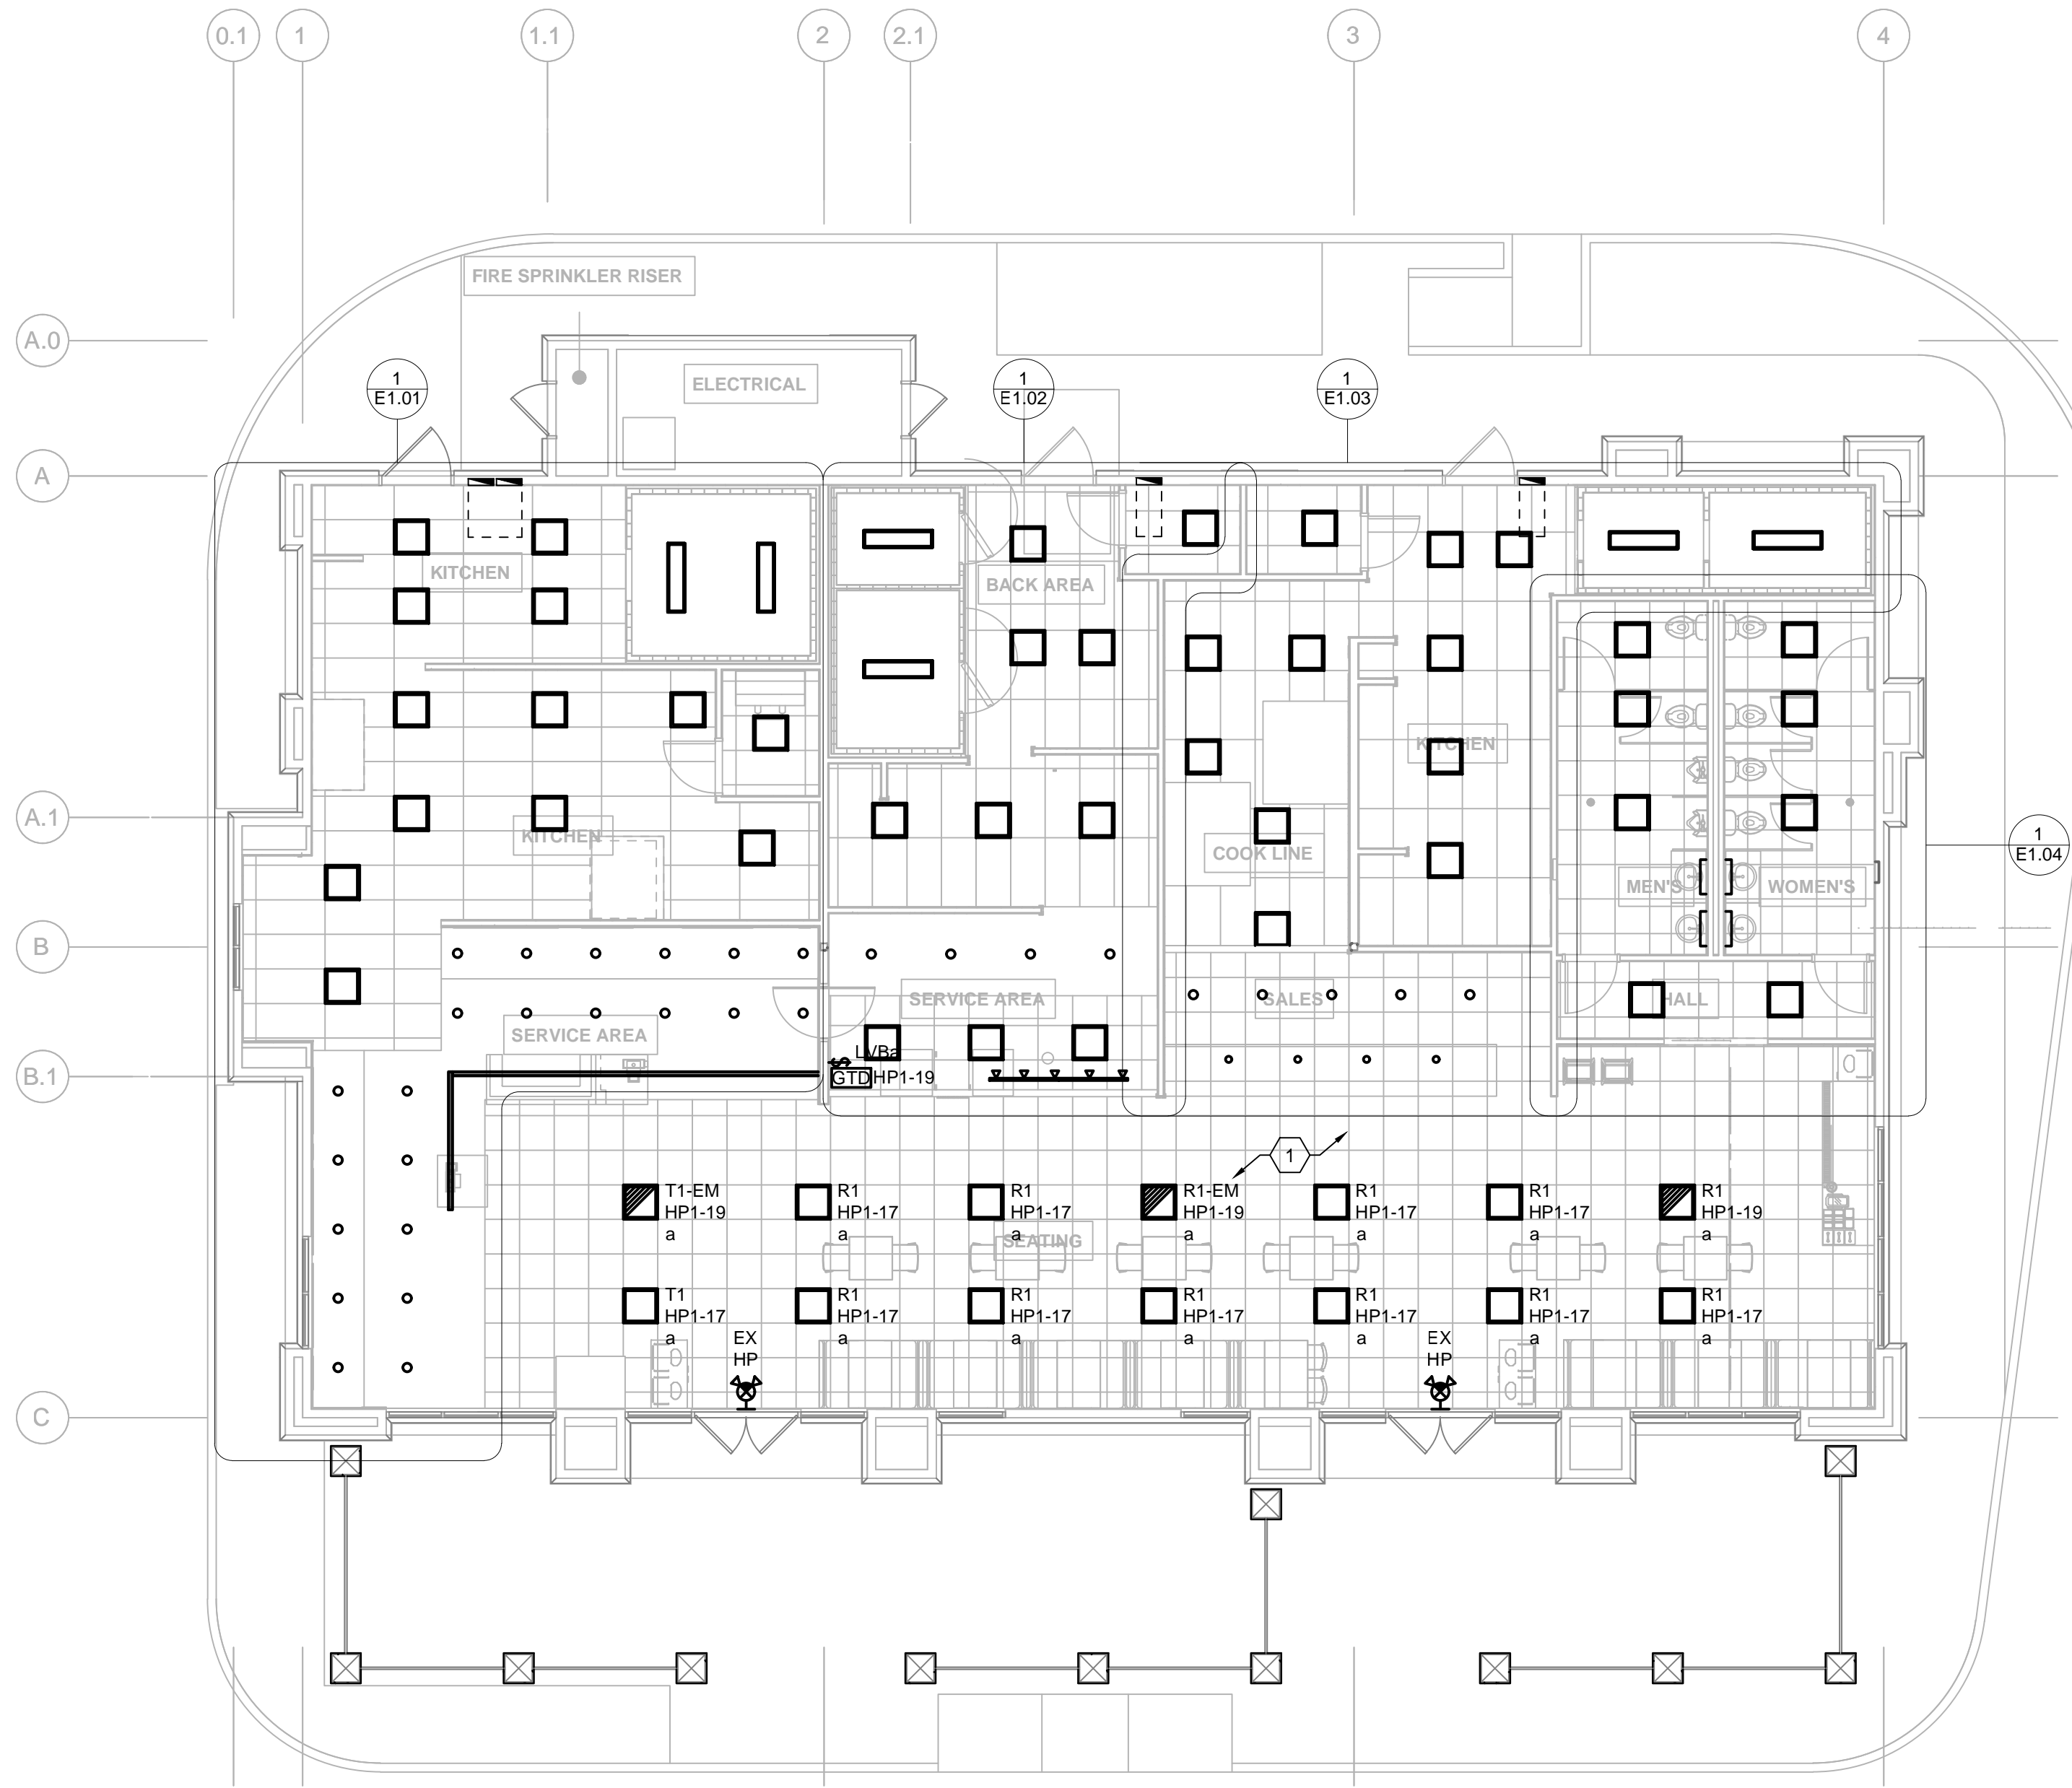 0.1
1
1.1
2
2.1
3
4
FIRE SPRINKLER RISER
A.0
ELECTRICAL
1
E1.01
1
E1.02
1
E1.03
A
KITCHEN
BACK AREA
KITCHEN
A.1
KITCHEN
COOK LINE
1
E1.04
MEN'S
WOMEN'S
B
SERVICE AREA
SALES
HALL
SERVICE AREA
LVBa
$
GTD
HP1-19
B.1
1
T1-EM
HP1-19
a
R1
HP1-17
a
R1
HP1-17
a
R1-EM
HP1-19
a
R1
HP1-17
a
R1
HP1-17
a
R1
HP1-19
a
SEATING
T1
HP1-17
a
R1
HP1-17
a
R1
HP1-17
a
R1
HP1-17
a
R1
HP1-17
a
R1
HP1-17
a
R1
HP1-17
a
EX
HP
EX
HP
C